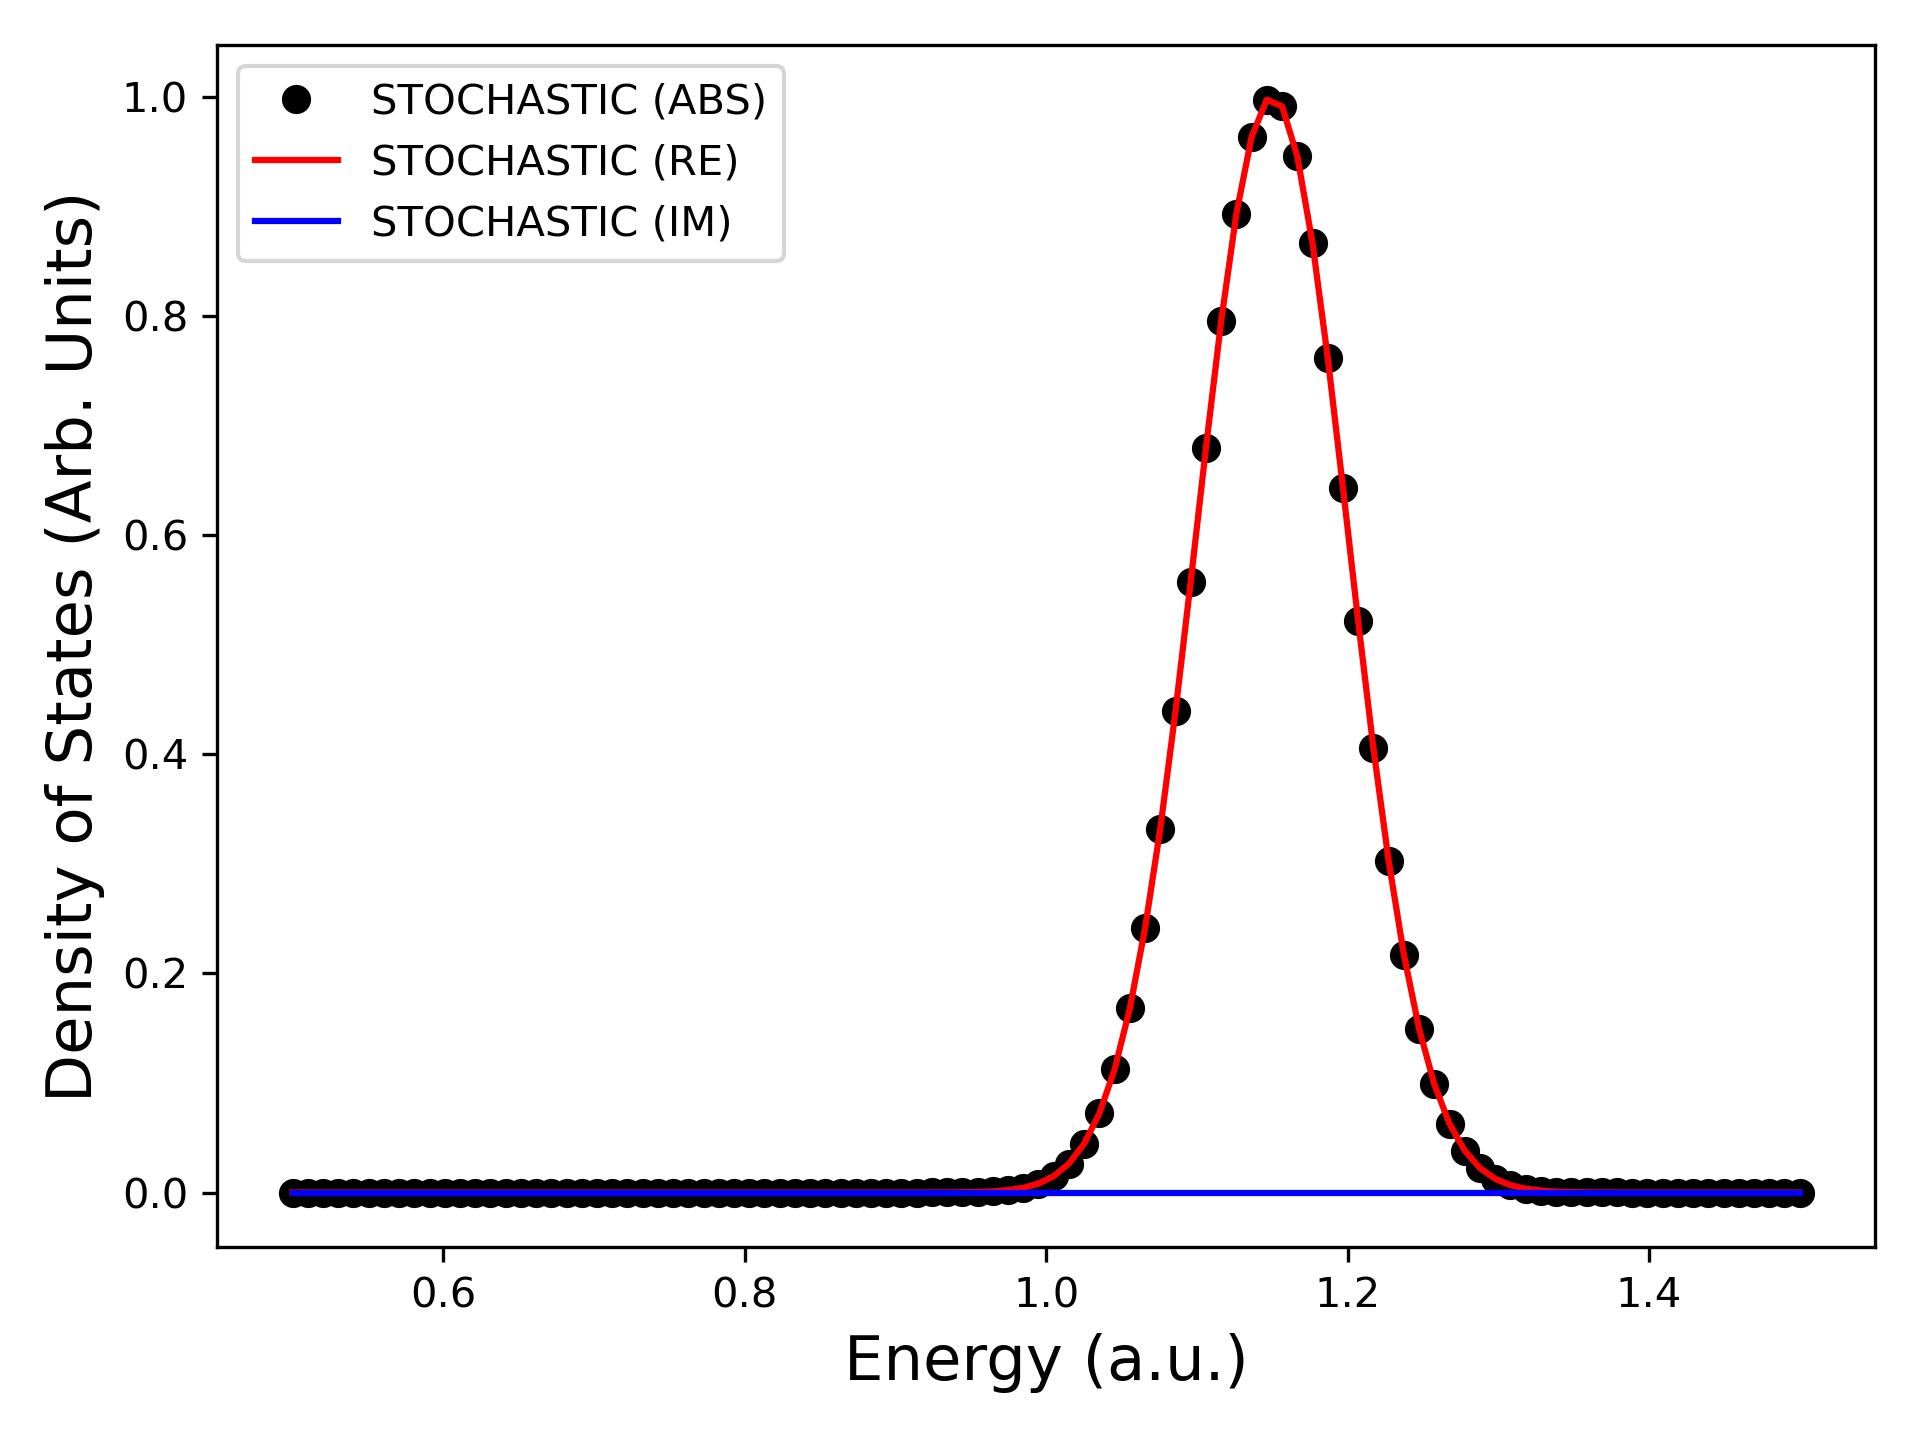 STOCHASTIC (ABS)
STOCHASTIC (RE)
STOCHASTIC (IM)
Density of States (Arb. Units)
1.0
0.8
0.6
0.4
0.2
0.0
0.6 0.8 1.0 1.2 1.4
Energy (a.u.)